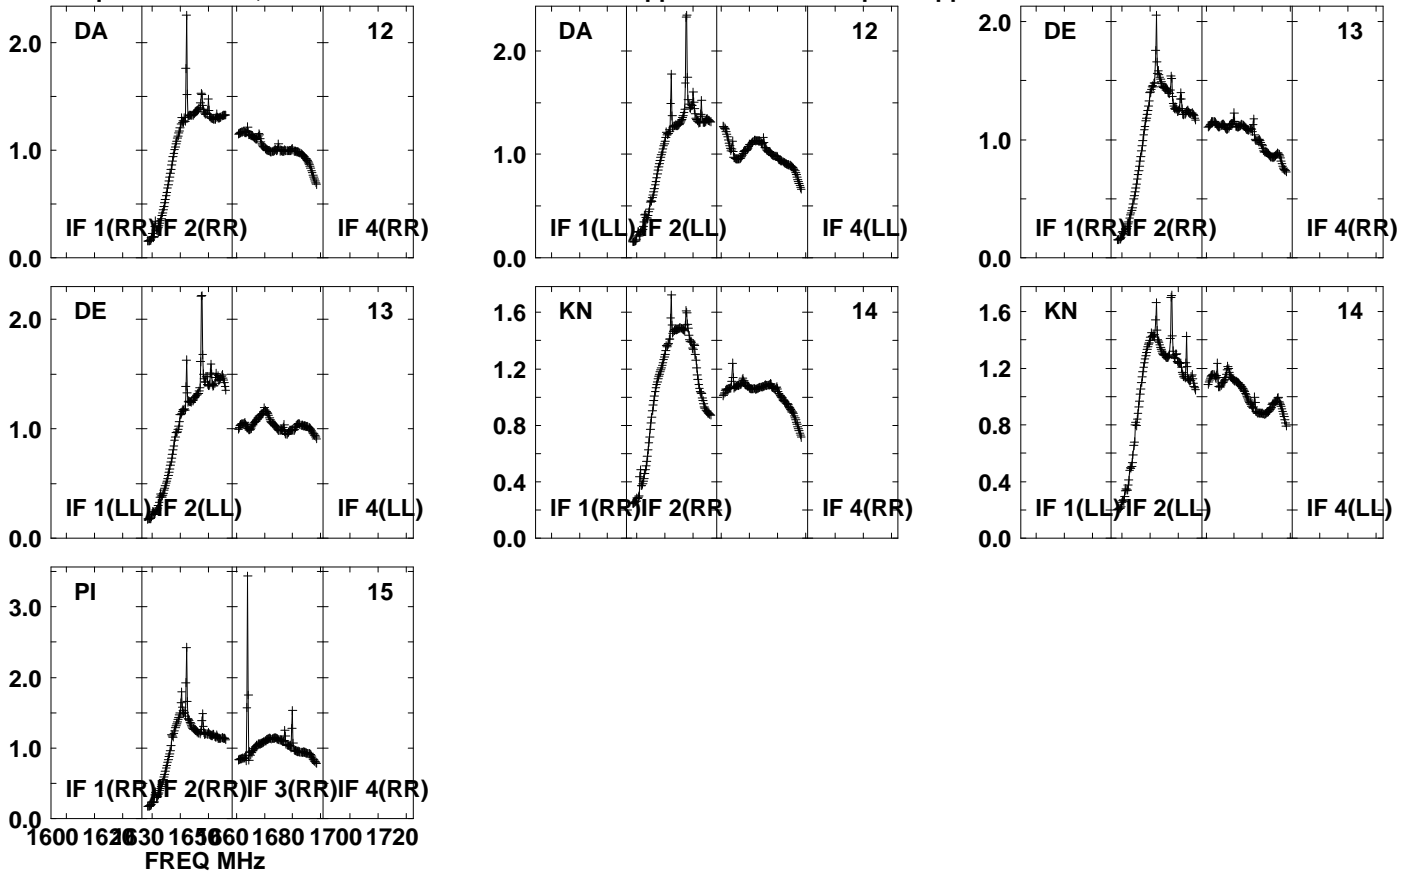 DA 12
2.0
1.0
0.0
IF 1(RR) IF 2(RR) IF 4(RR)
DA 12
2.0
1.0
0.0
IF 1(LL) IF 2(LL) IF 4(LL)
DE 13
2.0
1.0
0.0
IF 1(RR) IF 2(RR) IF 4(RR)
DE 13
2.0
1.0
0.0
IF 1(LL) IF 2(LL) IF 4(LL)
KN 14
1.6
1.2
0.8
0.4
0.0
IF 1(RR) IF 2(RR) IF 4(RR)
KN 14
1.6
1.2
0.8
0.4
0.0
IF 1(LL) IF 2(LL) IF 4(LL)
PI 15
3.0
2.0
1.0
0.0
IF 1(RR) IF 2(RR) IF 3(RR) IF 4(RR)
1600 1620 1630 1650 1660 1680 1700 1720
FREQ MHz